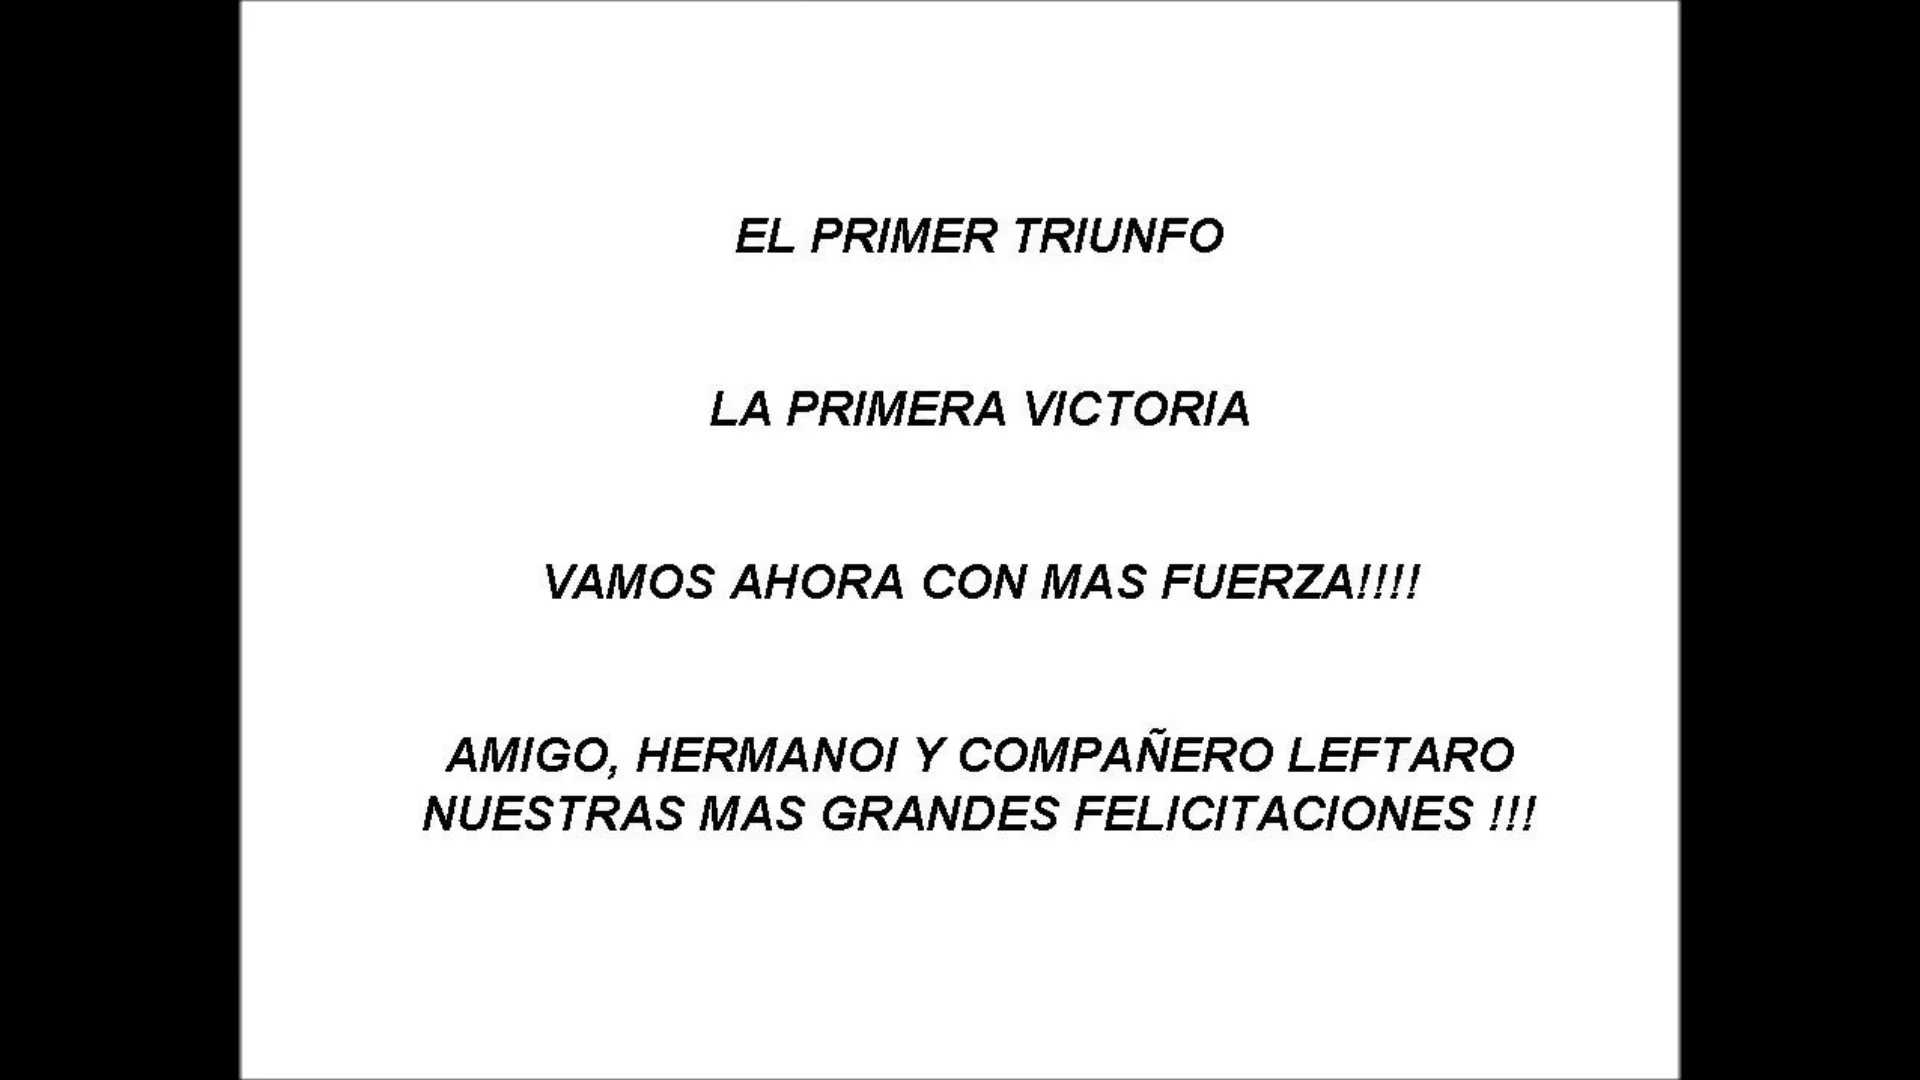 EL PRIMER TRIUNFO
LA PRIMERA VICTORIA
VAMOS AHORA CON MAS FUERZA!!!!
AMIGO, HERMANOI Y COMPAÑERO LEFTARO
NUESTRAS MAS GRANDES FELICITACIONES !!!